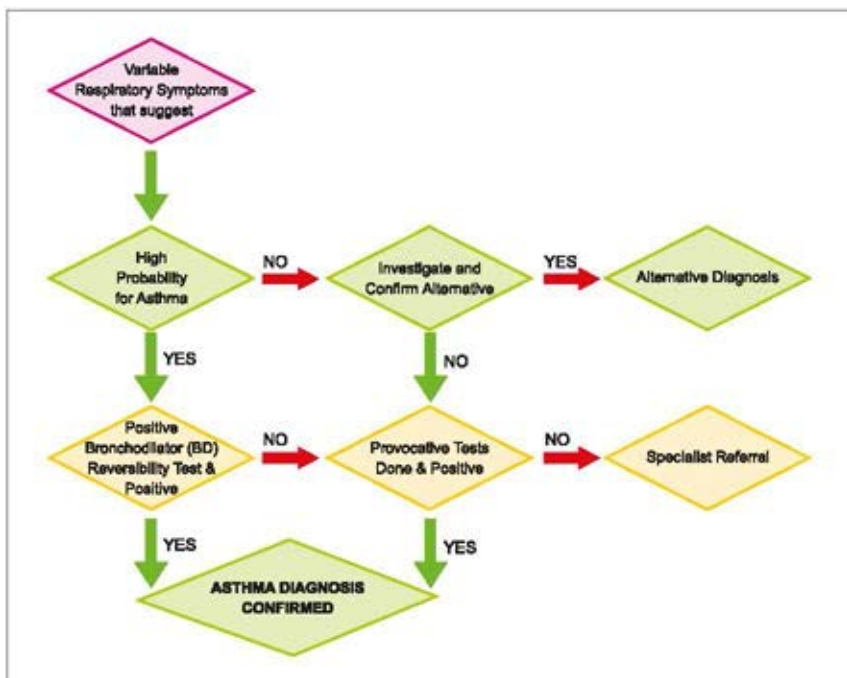 Variable
Respiratory Symptoms
that suggest
High
Probability
for Asthma
NO
Investigate and
Confirm Alternative
YES
Alternative Diagnosis
YES
NO
Positive
Bronchodilator (BD)
Reversibility Test &
Positive
NO
Provocative Tests
Done & Positive
NO
Specialist Referral
YES
YES
ASTHMA DIAGNOSIS
CONFIRMED